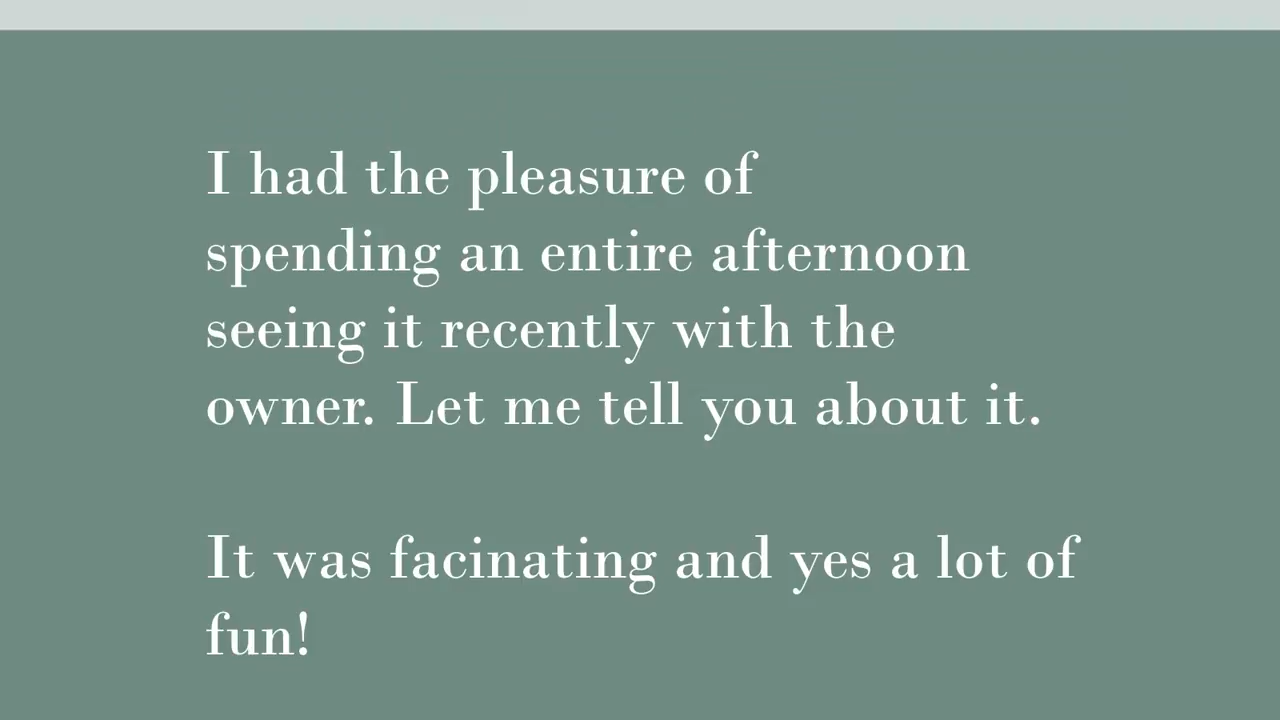 I had the pleasure of
spending an entire afternoon
seeing it recently with the
owner. Let me tell you about it.
It was facinating and yes a lot of
fun!